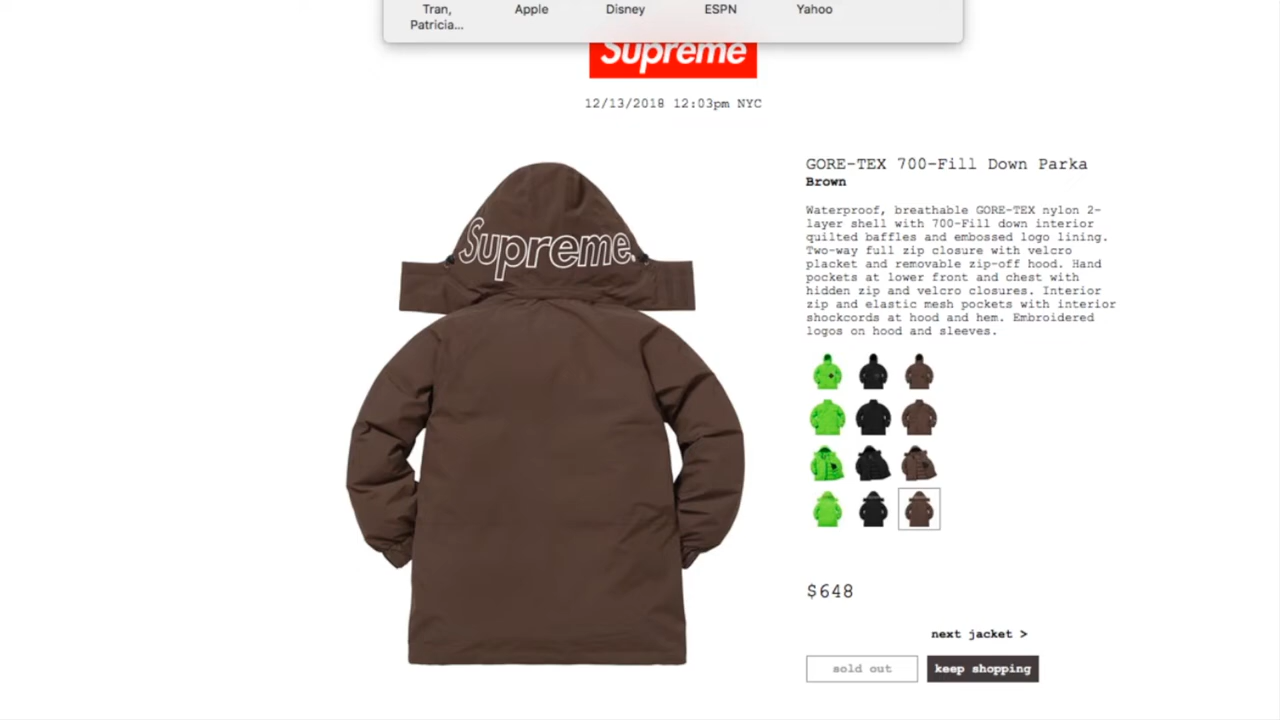 Tran,
Patricia...
Apple
Disney
ESPN
Yahoo
Supreme
12/13/2018 12:03pm NYC
Supreme.
GORE-TEX 700-Fill Down Parka
Brown
Waterproof, breathable GORE-TEX nylon 2-
layer shell with 700-Fill down interior
quilted baffles and embossed logo lining.
Two-way full zip closure with velcro
placket and removable zip-off hood. Hand
pockets at lower front and chest with
hidden zip and velcro closures. Interior
zip and elastic mesh pockets with interior
shockcords at hood and hem. Embroidered
logos on hood and sleeves.
$648
next jacket >
sold out
keep shopping